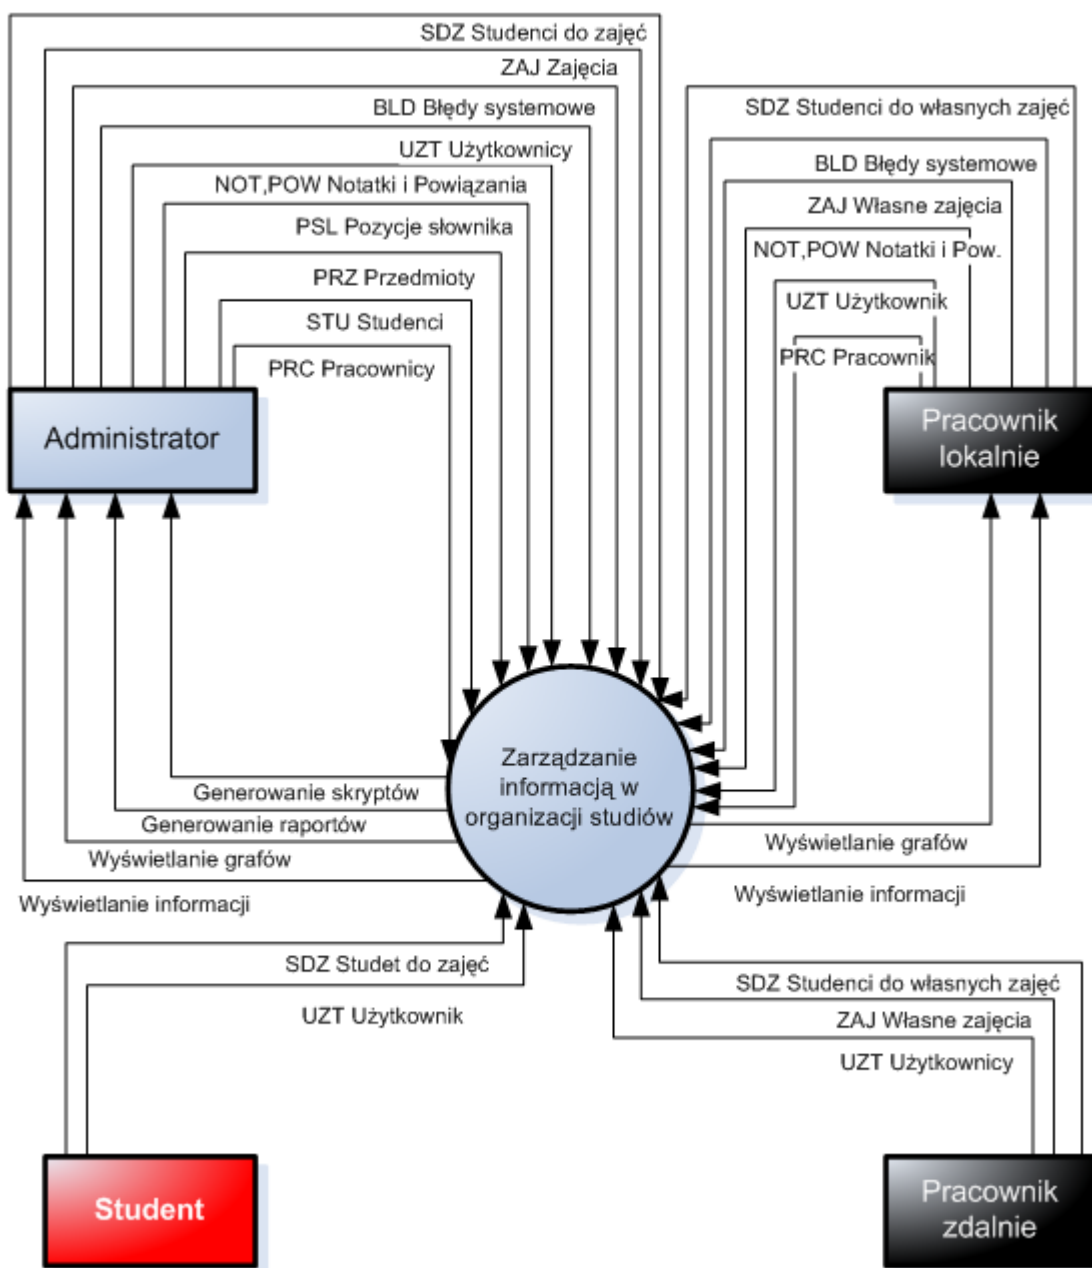 SDZ Studenci do zajęć
ZAJ Zajęcia
BLD Błędy systemowe
UZT Użytkownicy
NOT,POW Notatki i Powiązania
PSL Pozycje słownika
PRZ Przedmioty
STU Studenci
PRC Pracownicy
SDZ Studenci do własnych zajęć
BLD Błędy systemowe
ZAJ Własne zajęcia
NOT,POW Notatki i Pow.
UZT Użytkownik
PRC Pracownik
Administrator
Pracownik
lokalnie
Zarządzanie
informacją w
organizacji studiów
Generowanie skryptów
Generowanie raportów
Wyświetlanie grafów
Wyświetlanie informacji
Wyświetlanie grafów
Wyświetlanie informacji
SDZ Studet do zajęć
UZT Użytkownik
SDZ Studenci do własnych zajęć
ZAJ Własne zajęcia
UZT Użytkownicy
Student
Pracownik
zdalnie